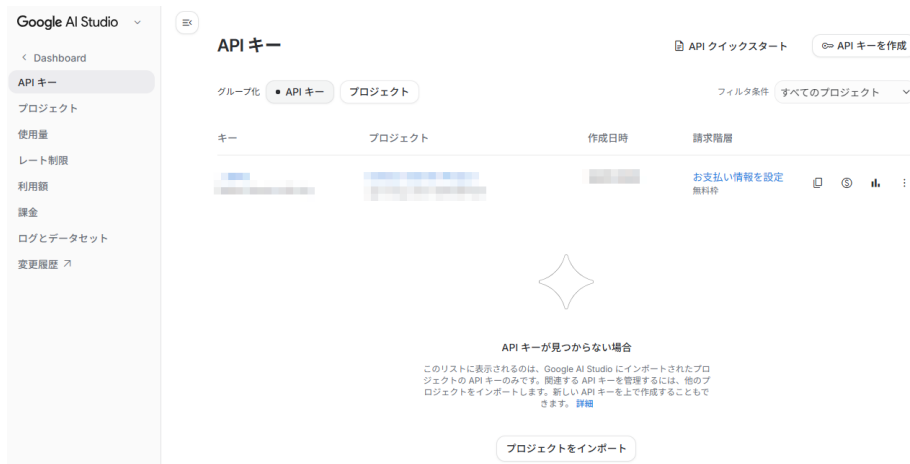 Google AI Studio
Dashboard
API キー
プロジェクト
使用量
レート制限
利用額
課金
ログとデータセット
変更履歴
API キー
API クイックスタート
API キーを作成
グループ化
API キー
プロジェクト
フィルタ条件
すべてのプロジェクト
キー
プロジェクト
作成日時
請求階層
お支払い情報を設定
無料枠
API キーが見つからない場合
このリストに表示されるのは、Google AI Studio にインポートされたプロ
ジェクトの API キーのみです。関連する API キーを管理するには、他のプ
ロジェクトをインポートします。新しい API キーを上で作成することもで
きます。 詳細
プロジェクトをインポート